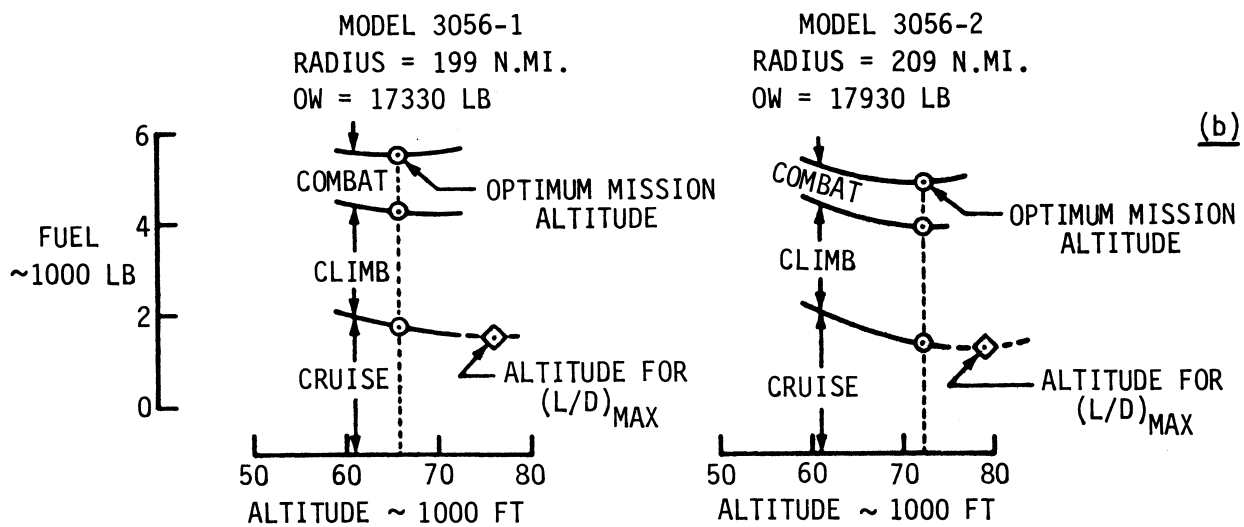 MODEL 3056-1
RADIUS = 199 N.MI.
OW = 17330 LB
MODEL 3056-2
RADIUS = 209 N.MI.
OW = 17930 LB
(b)
6
4
2
0
FUEL
~1000 LB
COMBAT
OPTIMUM MISSION
ALTITUDE
CLIMB
CRUISE
ALTITUDE FOR
(L/D)MAX
50 60 70 80
ALTITUDE ~ 1000 FT
COMBAT
OPTIMUM MISSION
ALTITUDE
CLIMB
CRUISE
ALTITUDE FOR
(L/D)MAX
50 60 70 80
ALTITUDE ~ 1000 FT